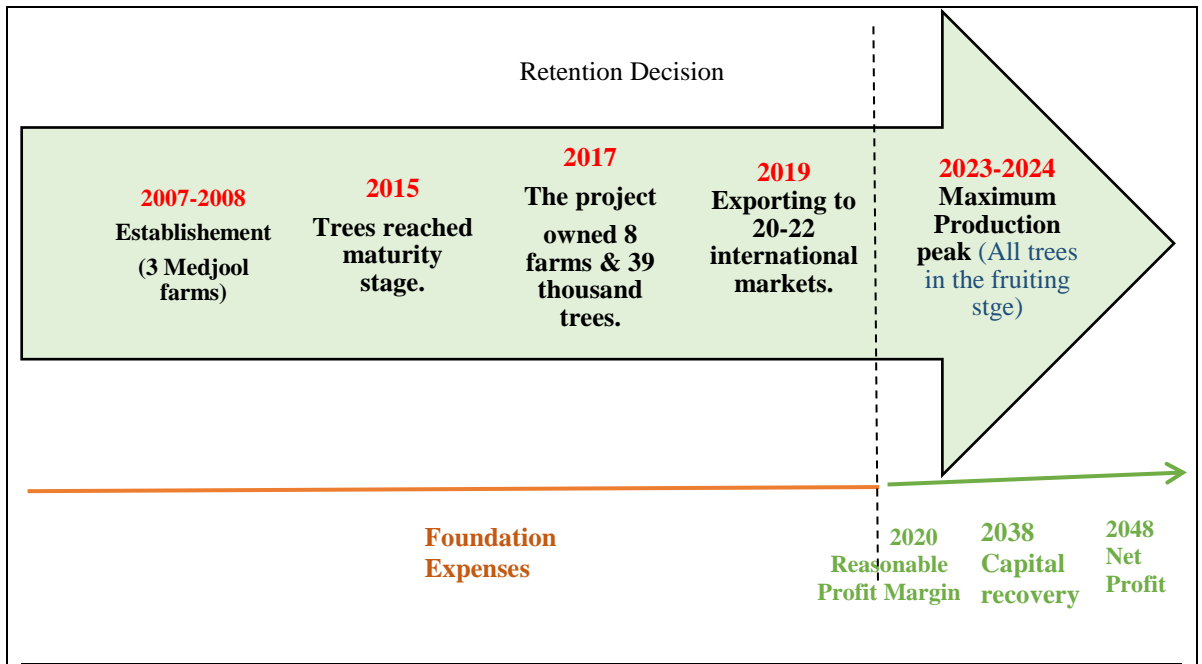 Retention Decision
2007-2008
Establishement
(3 Medjool
farms)
2015
Trees reached
maturity
stage.
2017
The project
owned 8
farms & 39
thousand
trees.
2019
Exporting to
20-22
international
markets.
2023-2024
Maximum
Production
peak (All trees
in the fruiting
stge)
Foundation
Expenses
2020
Reasonable
Profit Margin
2038
Capital
recovery
2048
Net
Profit